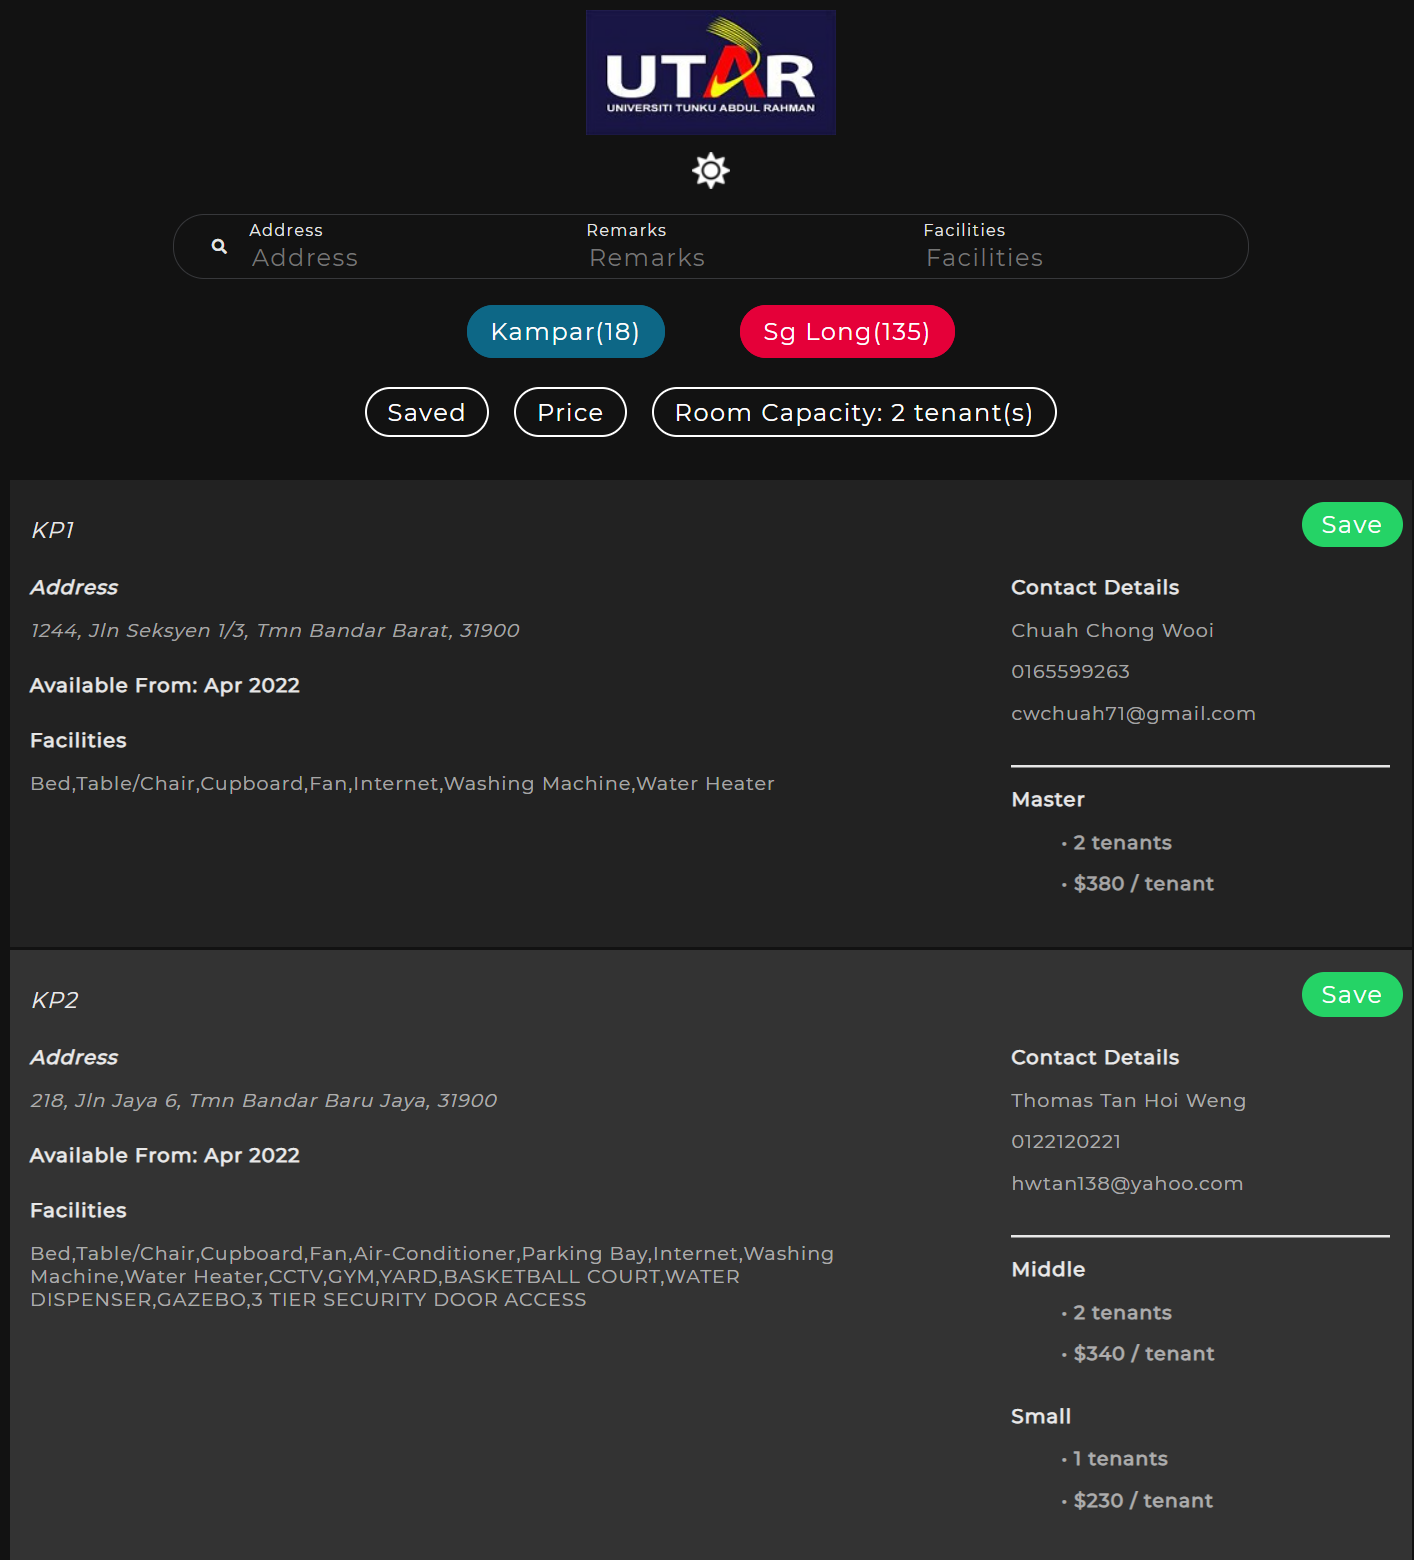 UTAR
UNIVERSITI TUNKU ABDUL RAHMAN
Address
Address
Remarks
Remarks
Facilities
Facilities
Kampar(18)
Sg Long(135)
Saved
Price
Room Capacity: 2 tenant(s)
KP1
Save
Address
1244, Jln Seksyen 1/3, Tmn Bandar Barat, 31900
Available From: Apr 2022
Facilities
Bed,Table/Chair,Cupboard,Fan,Internet,Washing Machine,Water Heater
Contact Details
Chuah Chong Wooi
0165599263
cwchuah71@gmail.com
Master
• 2 tenants
• $380 / tenant
KP2
Save
Address
218, Jln Jaya 6, Tmn Bandar Baru Jaya, 31900
Available From: Apr 2022
Facilities
Bed,Table/Chair,Cupboard,Fan,Air-Conditioner,Parking Bay,Internet,Washing
Machine,Water Heater,CCTV,GYM,YARD,BASKETBALL COURT,WATER
DISPENSER,GAZEBO,3 TIER SECURITY DOOR ACCESS
Contact Details
Thomas Tan Hoi Weng
0122120221
hwtan138@yahoo.com
Middle
• 2 tenants
• $340 / tenant
Small
• 1 tenants
• $230 / tenant